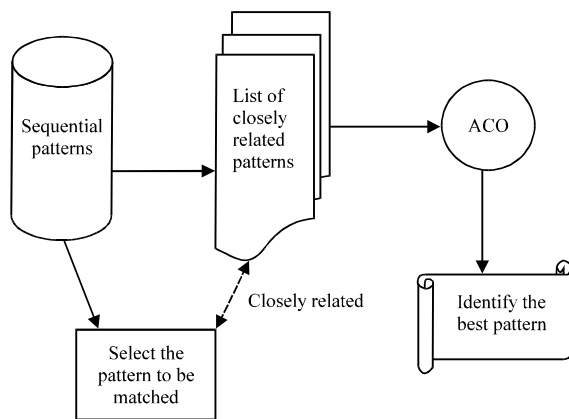 Sequential
patterns
List of
closely
related
patterns
ACO
Closely related
Identify the
best pattern
Select the
pattern to be
matched